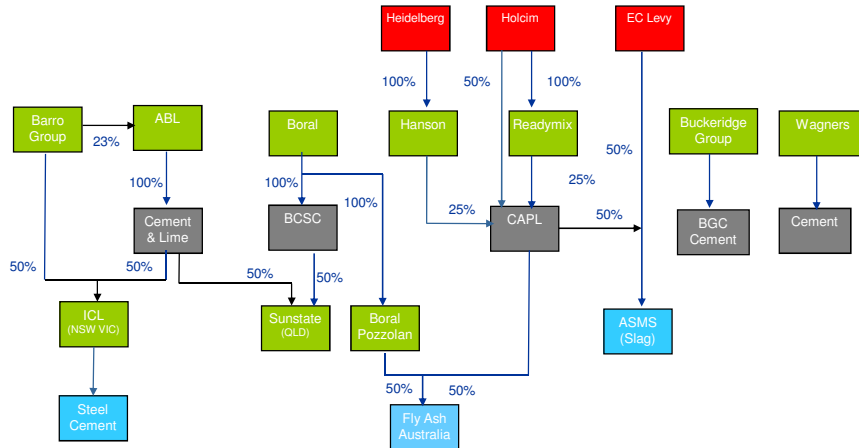 Heidelberg
Holcim
EC Levy
100%
50%
100%
Barro
Group
23%
ABL
Boral
Hanson
Readymix
Buckeridge
Group
Wagners
50%
100%
100%
100%
25%
25%
Cement
& Lime
BCSC
CAPL
50%
BGC
Cement
Cement
50%
50%
50%
50%
ICL
(NSW VIC)
Sunstate
(QLD)
Boral
Pozzolan
ASMS
(Slag)
50%
50%
Steel
Cement
Fly Ash
Australia